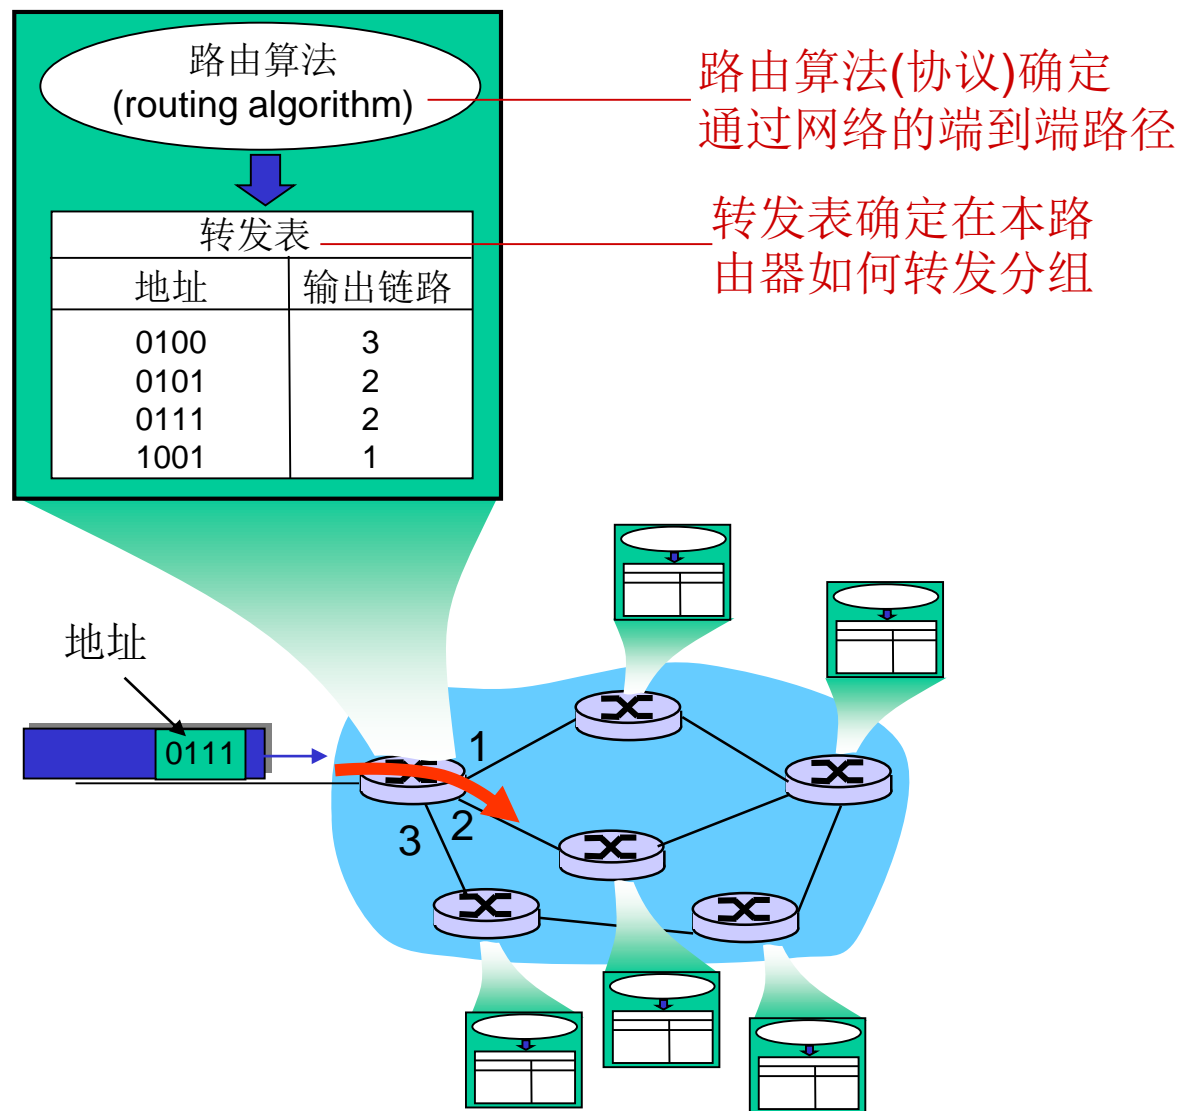 路由算法
(routing algorithm)
路由算法(协议)确定
通过网络的端到端路径
转发表
转发表确定在本路
由器如何转发分组
地址 输出链路
0100 3
0101 2
0111 2
1001 1
地址
0111
1
2
3